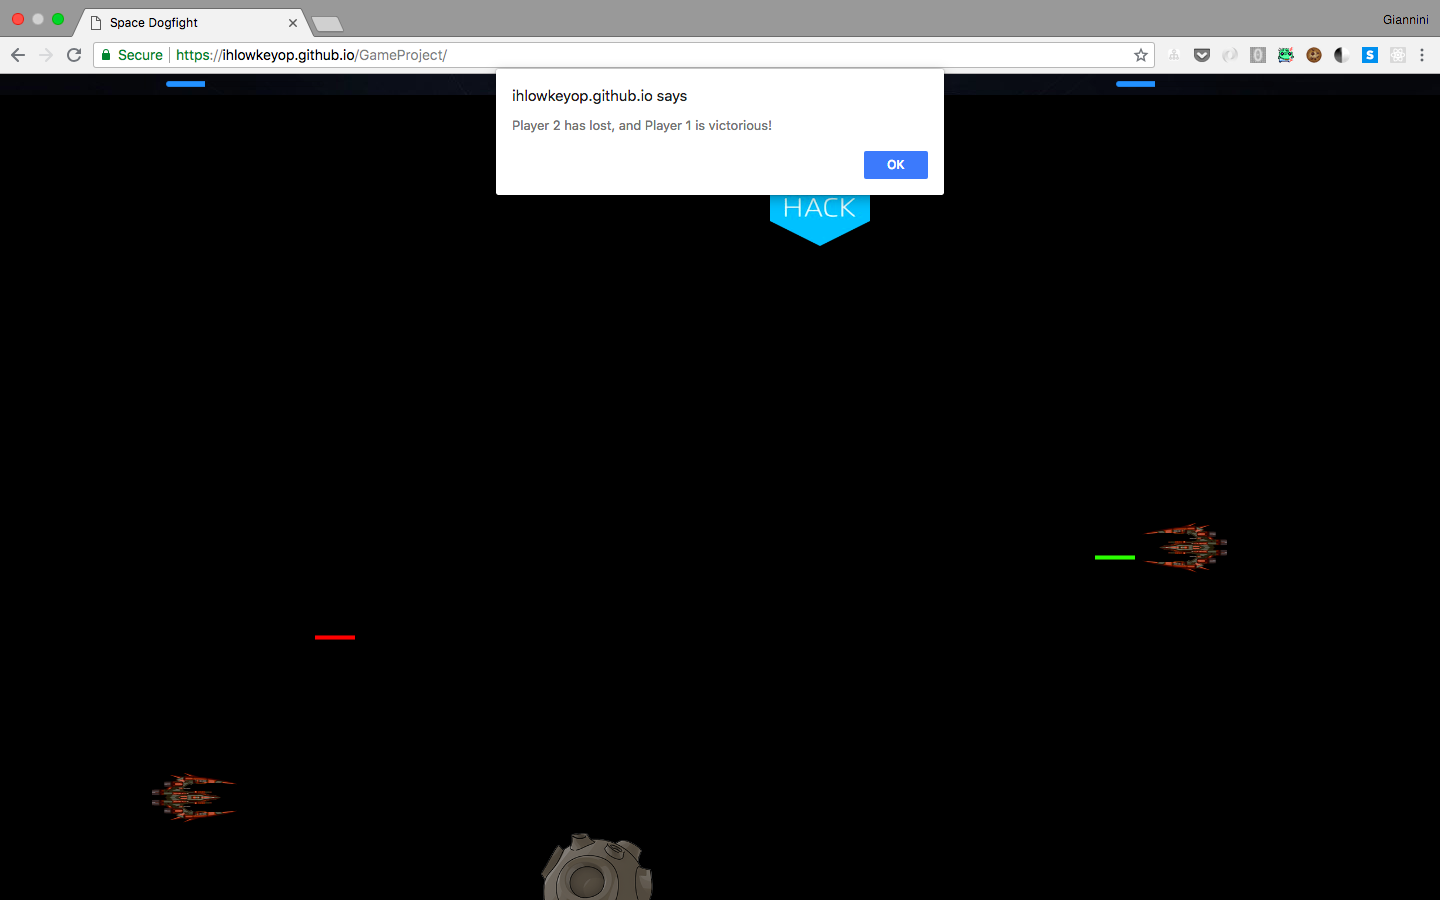 Space Dogfight
Giannini
Secure https://ihlowkeyop.github.io/GameProject/
ihlowkeyop.github.io says
Player 2 has lost, and Player 1 is victorious!
OK
HACK